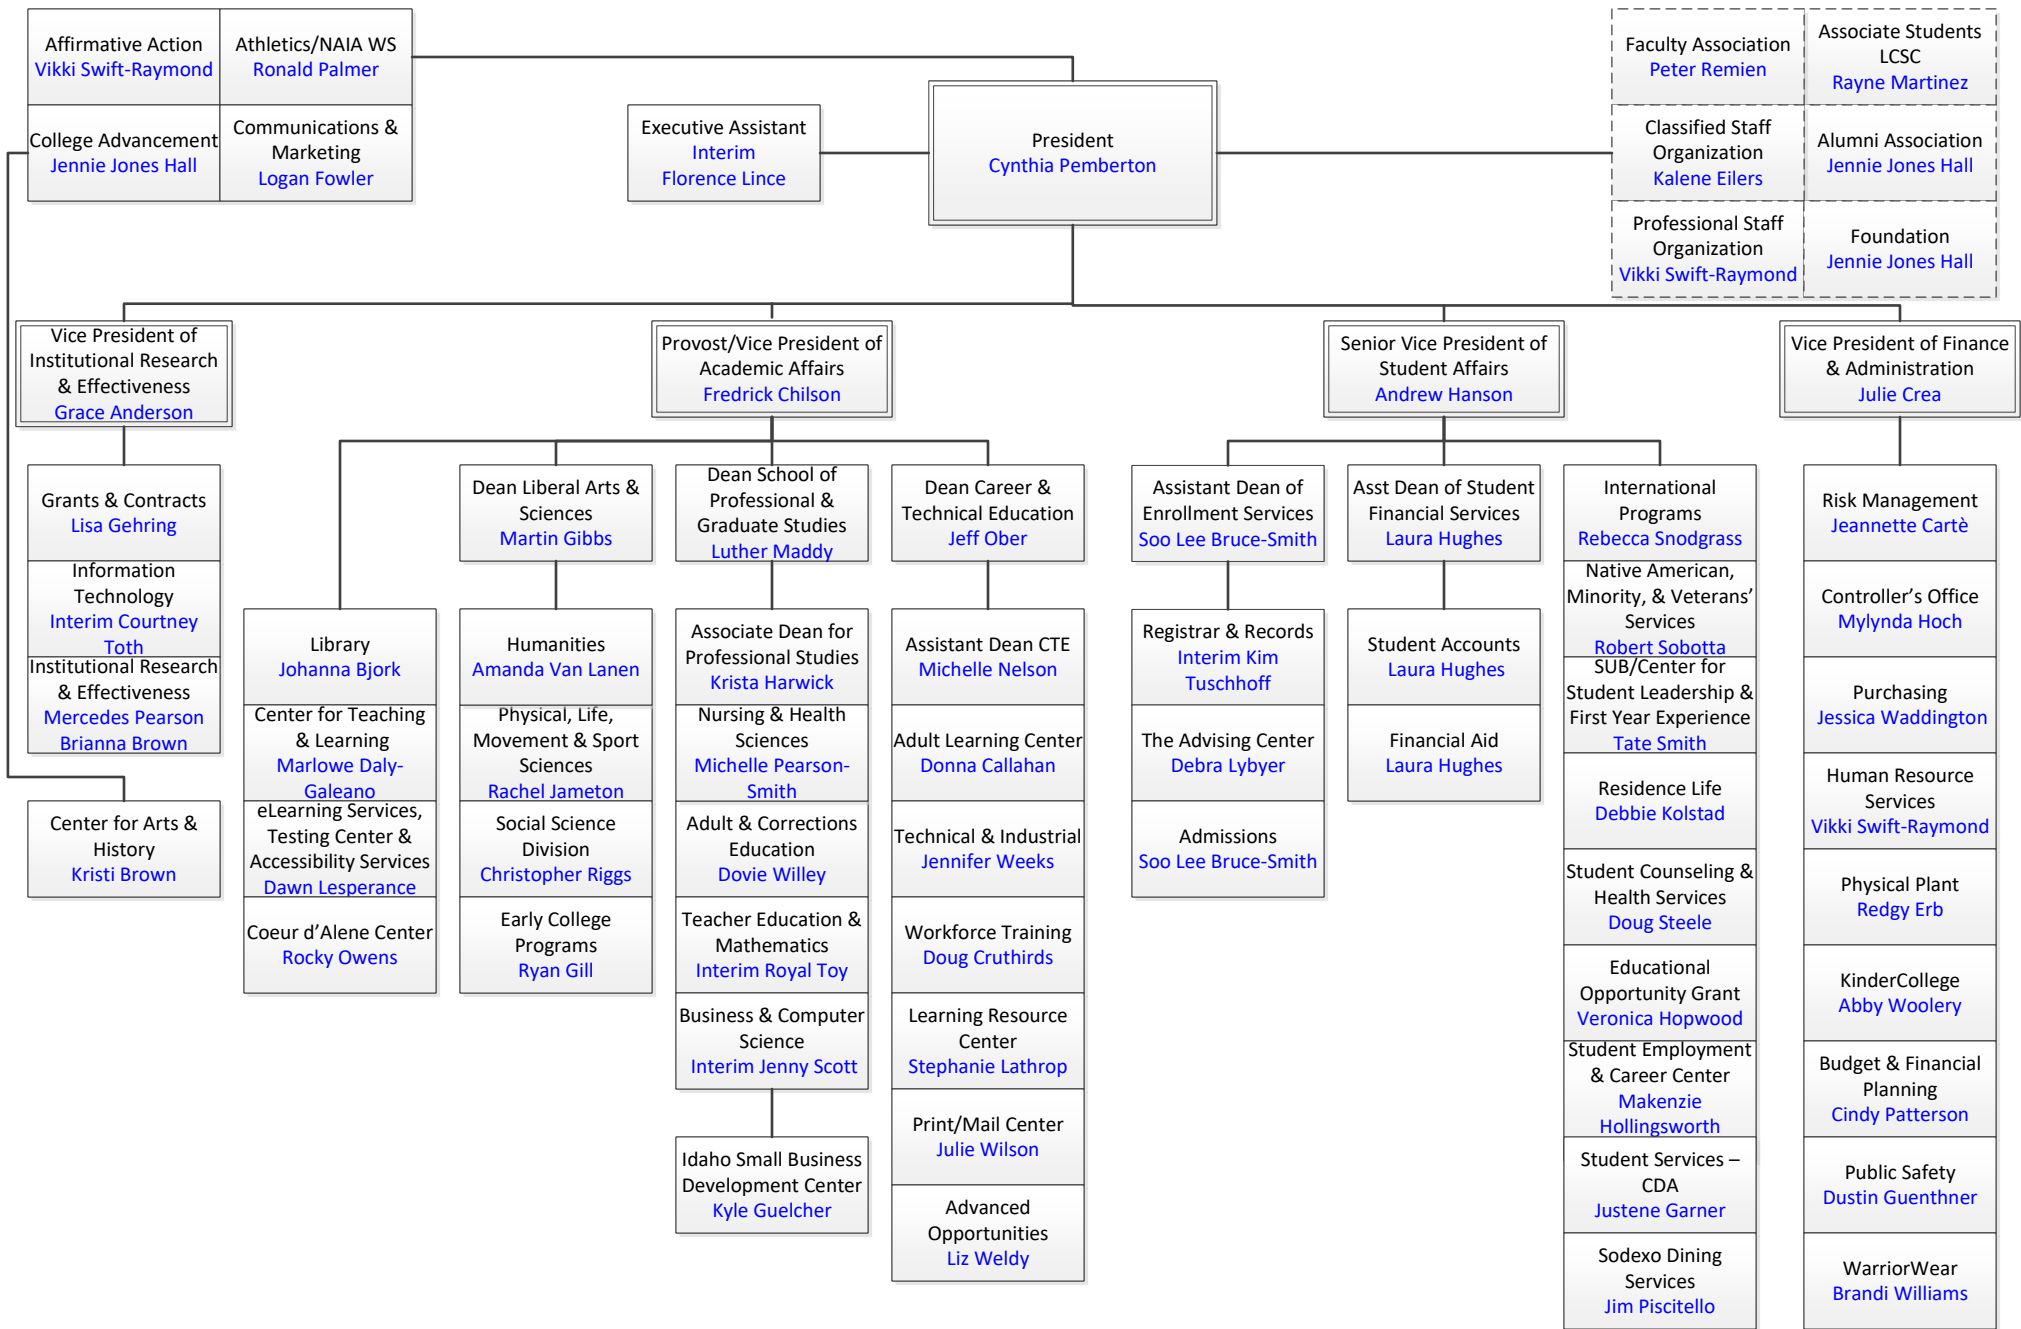 Affirmative Action
Vikki Swift-Raymond
Athletics/NAIA WS
Ronald Palmer
College Advancement
Jennie Jones Hall
Communications &
Marketing
Logan Fowler
Executive Assistant
Interim
Florence Lince
President
Cynthia Pemberton
Faculty Association
Peter Remien
Associate Students
LCSC
Rayne Martinez
Classified Staff
Organization
Kalene Eilers
Alumni Association
Jennie Jones Hall
Professional Staff
Organization
Vikki Swift-Raymond
Foundation
Jennie Jones Hall
Vice President of
Institutional Research
& Effectiveness
Grace Anderson
Provost/Vice President of
Academic Affairs
Fredrick Chilson
Senior Vice President of
Student Affairs
Andrew Hanson
Vice President of Finance
& Administration
Julie Crea
Grants & Contracts
Lisa Gehring
Information
Technology
Interim Courtney
Toth
Institutional Research
& Effectiveness
Mercedes Pearson
Brianna Brown
Center for Arts &
History
Kristi Brown
Library
Johanna Bjork
Center for Teaching
& Learning
Marlowe Daly-
Galeano
eLearning Services,
Testing Center &
Accessibility Services
Dawn Lesperance
Coeur d’Alene Center
Rocky Owens
Dean Liberal Arts &
Sciences
Martin Gibbs
Humanities
Amanda Van Lanen
Physical, Life,
Movement & Sport
Sciences
Rachel Jameton
Social Science
Division
Christopher Riggs
Early College
Programs
Ryan Gill
Dean School of
Professional &
Graduate Studies
Luther Maddy
Associate Dean for
Professional Studies
Krista Harwick
Nursing & Health
Sciences
Michelle Pearson-
Smith
Adult & Corrections
Education
Dovie Willey
Teacher Education &
Mathematics
Interim Royal Toy
Business & Computer
Science
Interim Jenny Scott
Idaho Small Business
Development Center
Kyle Guelcher
Dean Career &
Technical Education
Jeff Ober
Assistant Dean CTE
Michelle Nelson
Adult Learning Center
Donna Callahan
Technical & Industrial
Jennifer Weeks
Workforce Training
Doug Cruthirds
Learning Resource
Center
Stephanie Lathrop
Print/Mail Center
Julie Wilson
Advanced
Opportunities
Liz Weldy
Assistant Dean of
Enrollment Services
Soo Lee Bruce-Smith
Registrar & Records
Interim Kim
Tuschhoff
The Advising Center
Debra Lybyer
Admissions
Soo Lee Bruce-Smith
Asst Dean of Student
Financial Services
Laura Hughes
Student Accounts
Laura Hughes
Financial Aid
Laura Hughes
International
Programs
Rebecca Snodgrass
Native American,
Minority, & Veterans’
Services
Robert Sobotta
SUB/Center for
Student Leadership &
First Year Experience
Tate Smith
Residence Life
Debbie Kolstad
Student Counseling &
Health Services
Doug Steele
Educational
Opportunity Grant
Veronica Hopwood
Student Employment
& Career Center
Makenzie
Hollingsworth
Student Services –
CDA
Justene Garner
Sodexo Dining
Services
Jim Piscitello
Risk Management
Jeannette Cartè
Controller’s Office
Mylynda Hoch
Purchasing
Jessica Waddington
Human Resource
Services
Vikki Swift-Raymond
Physical Plant
Redgy Erb
KinderCollege
Abby Woolery
Budget & Financial
Planning
Cindy Patterson
Public Safety
Dustin Guenthner
WarriorWear
Brandi Williams